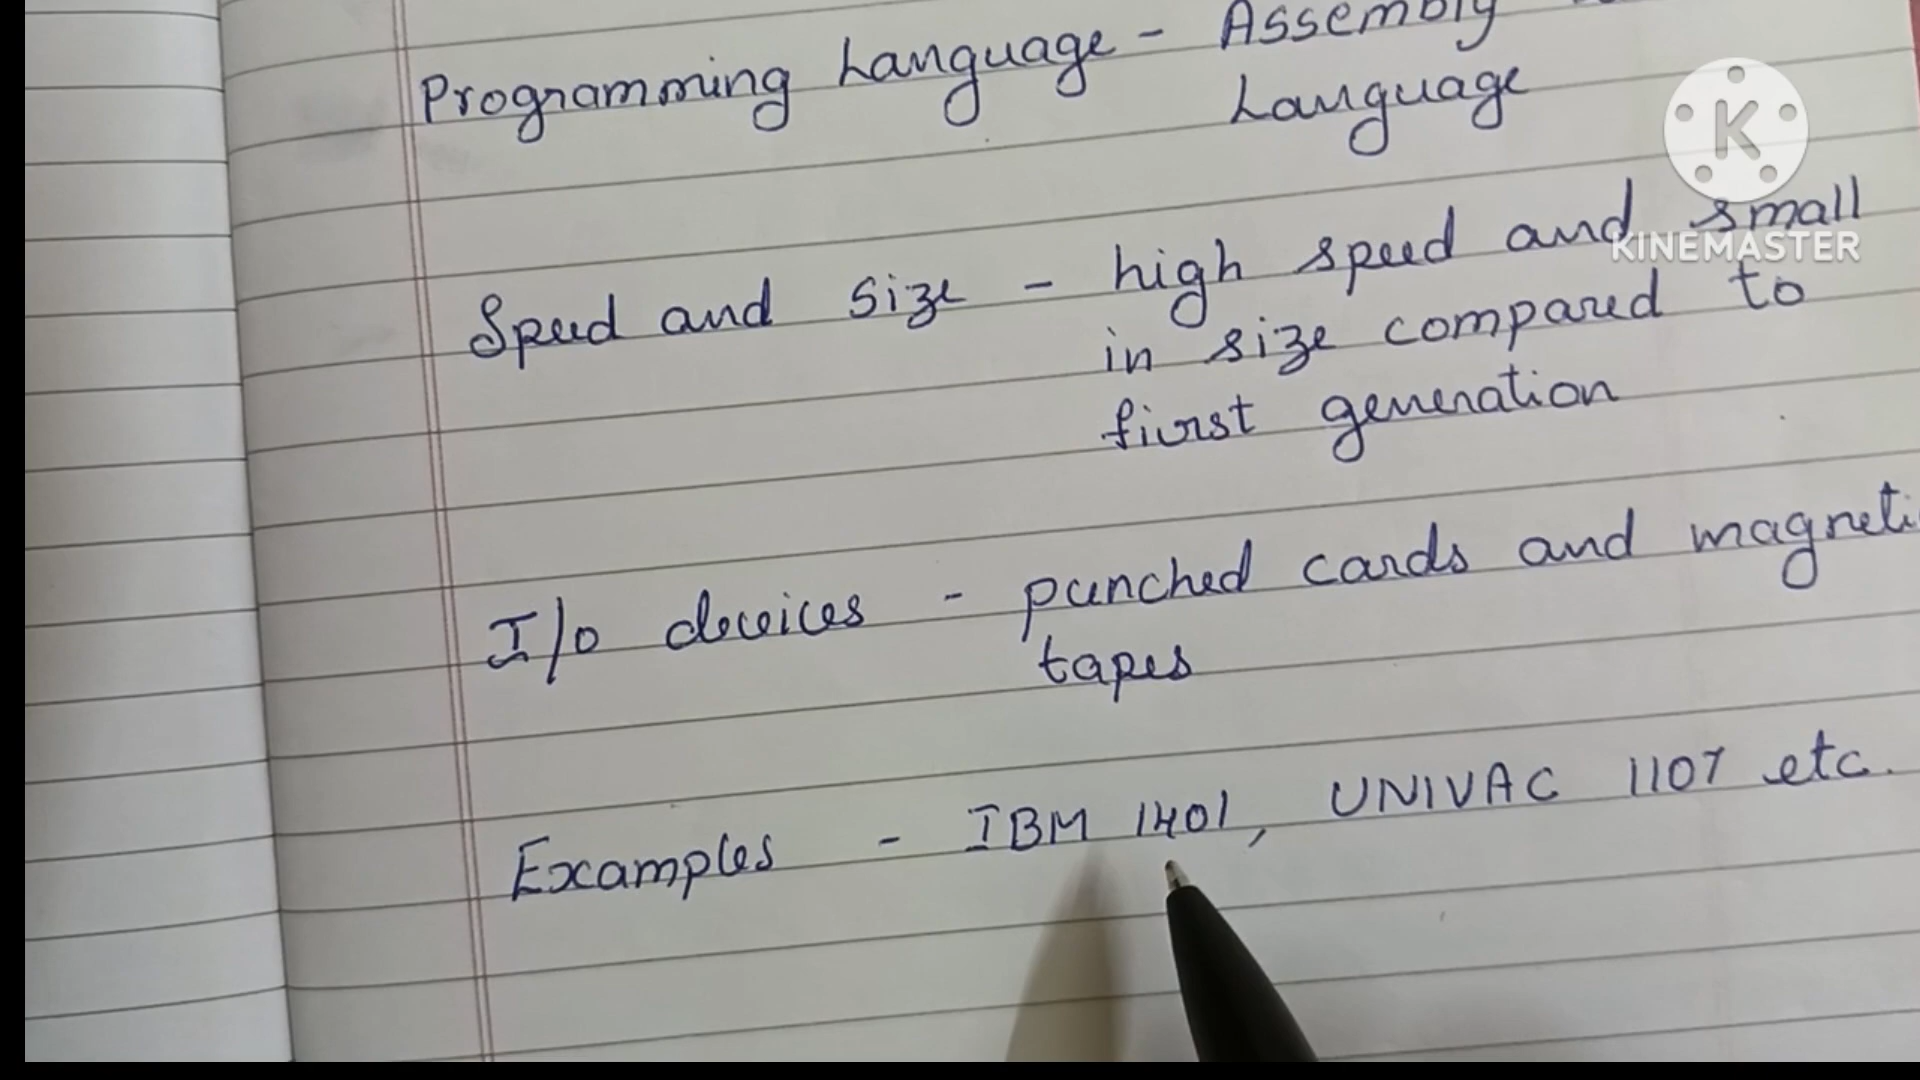 Programming Language - Assembly
Language
Speed and size - high speed and small
in size compared to
first generation
I/o devices - punched cards and magneti
tapes
Examples - IBM 1401, UNIVAC 1107 etc.
K
KINEMASTER